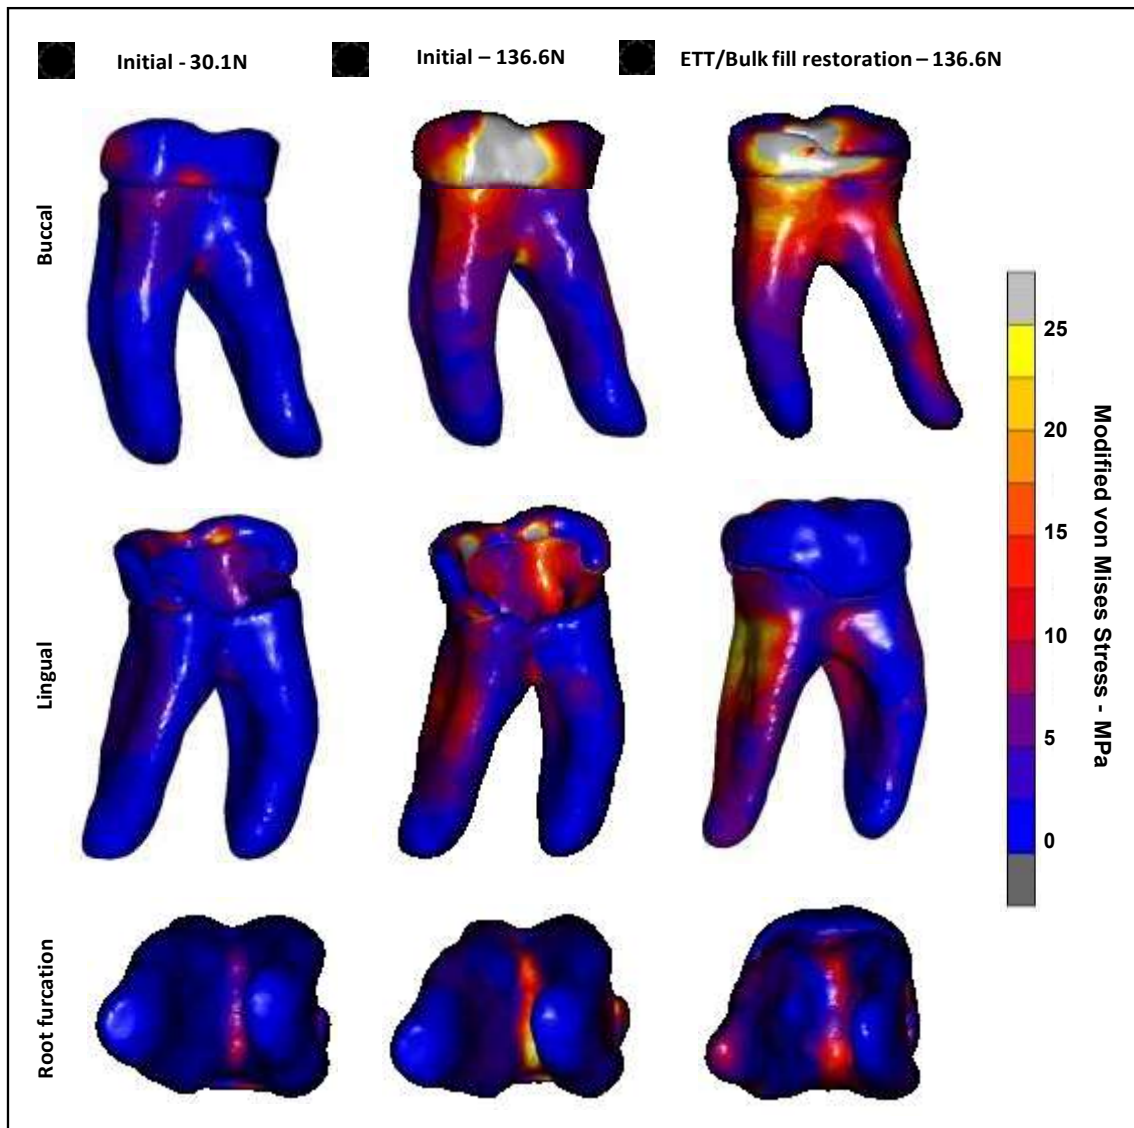 Initial - 30.1N
Initial – 136.6N
ETT/Bulk fill restoration – 136.6N
Buccal
Lingual
Root furcation
25
20
15
10
5
0
Modified von Mises Stress - MPa